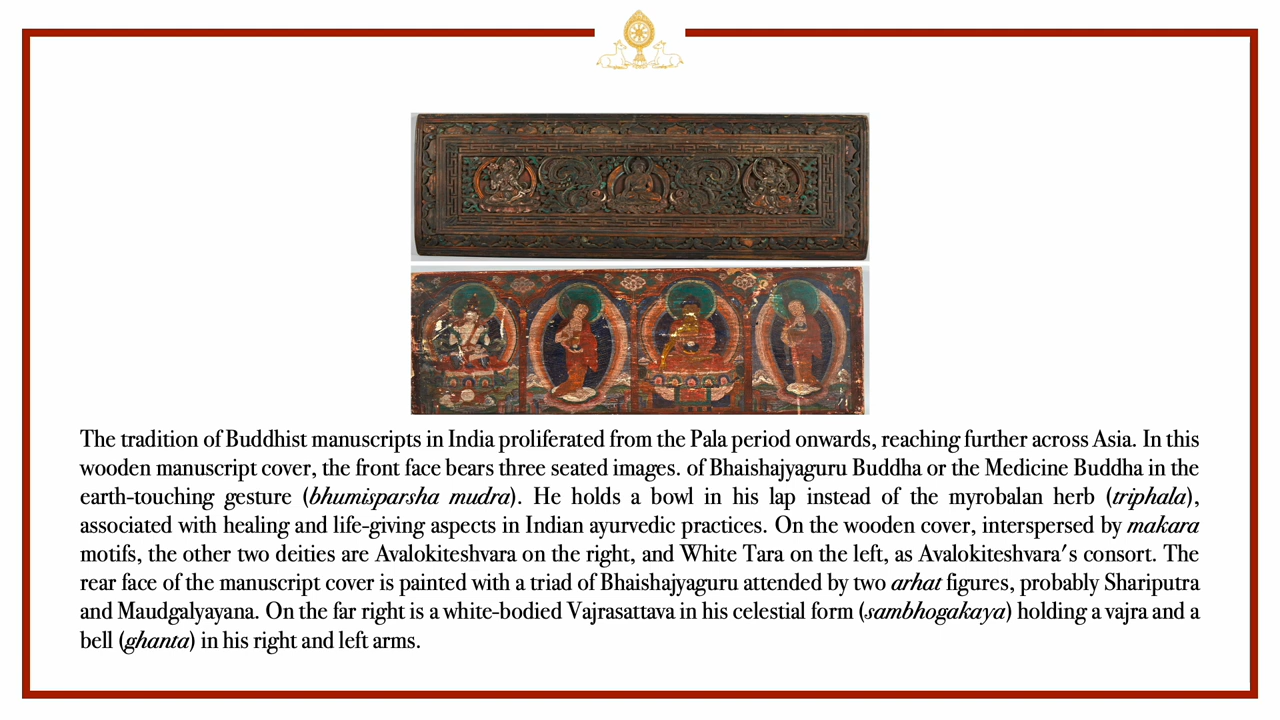 The tradition of Buddhist manuscripts in India proliferated from the Pala period onwards, reaching further across Asia. In this
wooden manuscript cover, the front face bears three seated images. of Bhaishajyaguru Buddha or the Medicine Buddha in the
earth-touching gesture (bhumisparsha mudra). He holds a bowl in his lap instead of the myrobalan herb (triphala),
associated with healing and life-giving aspects in Indian ayurvedic practices. On the wooden cover, interspersed by makara
motifs, the other two deities are Avalokiteshvara on the right, and White Tara on the left, as Avalokiteshvara's consort. The
rear face of the manuscript cover is painted with a triad of Bhaishajyaguru attended by two arhat figures, probably Shariputra
and Maudgalyayana. On the far right is a white-bodied Vajrasattava in his celestial form (sambhogakaya) holding a vajra and a
bell (ghanta) in his right and left arms.